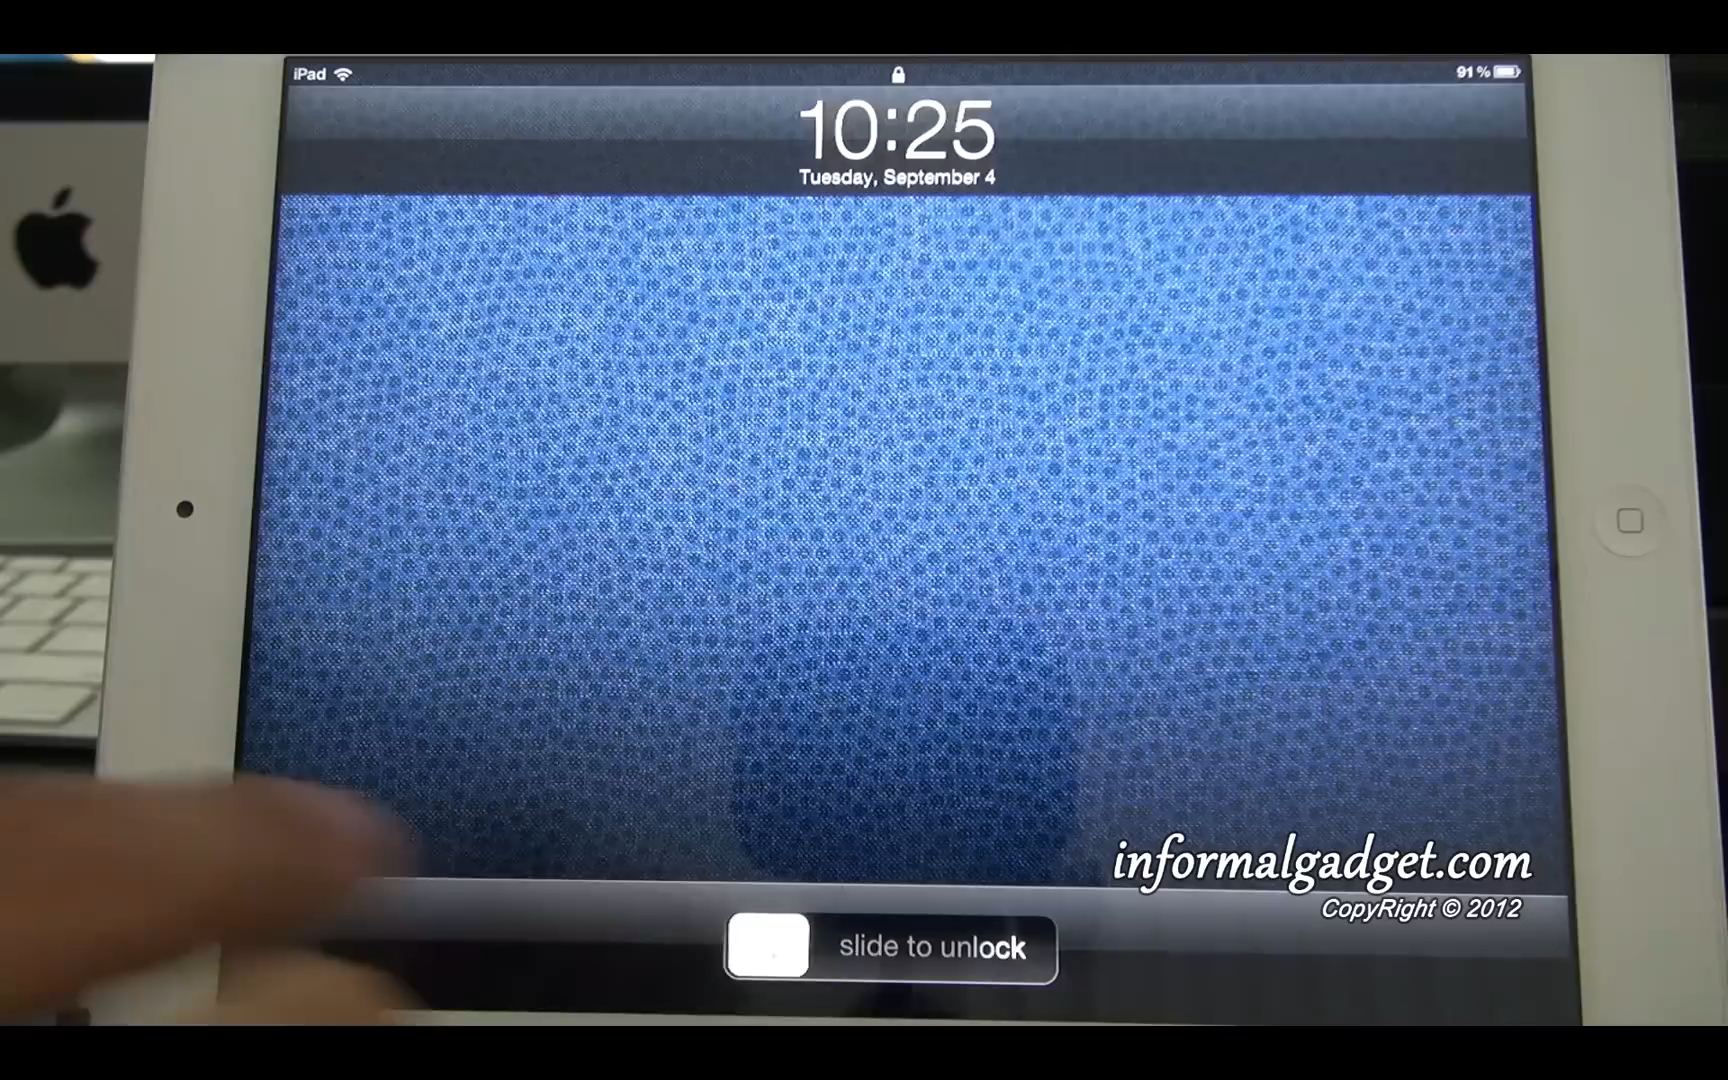 iPad
91%
10:25
Tuesday, September 4
informalgadget.com
CopyRight © 2012
slide to unlock